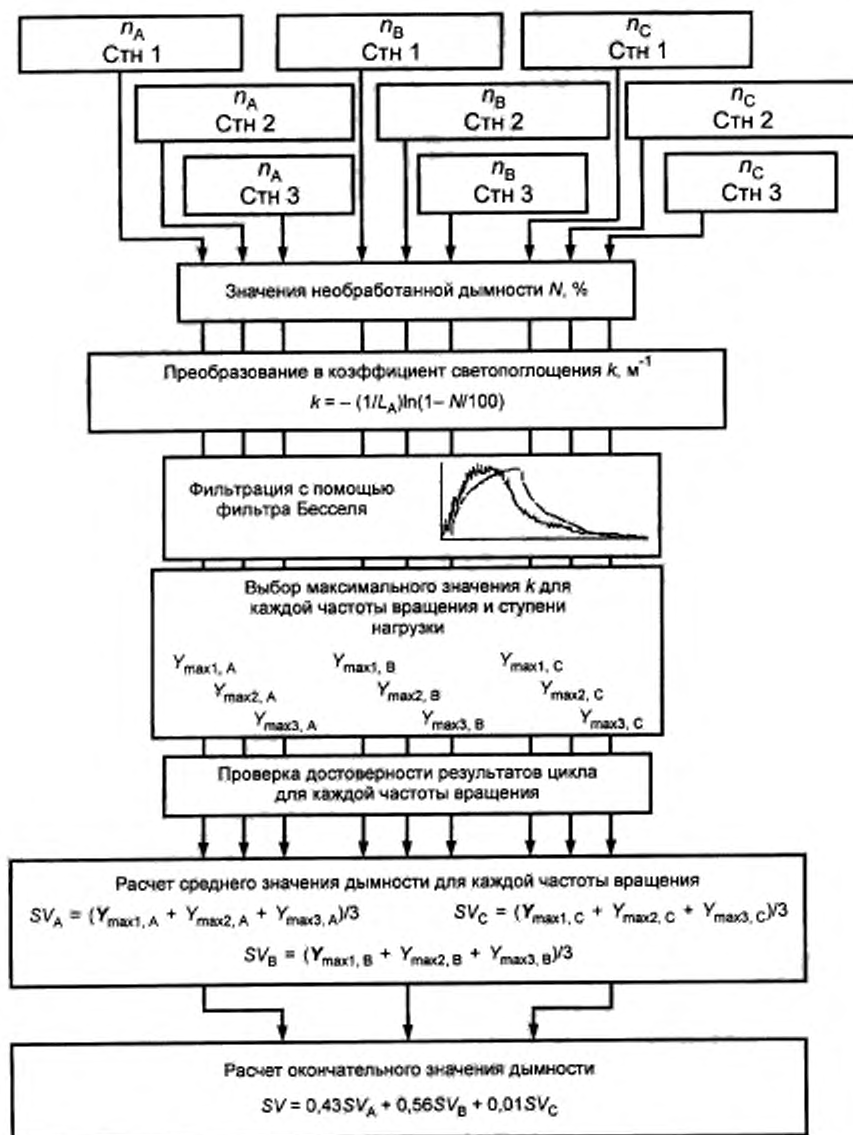 n_A
Стн 1
n_B
Стн 1
n_C
Стн 1
n_A
Стн 2
n_B
Стн 2
n_C
Стн 2
n_A
Стн 3
n_B
Стн 3
n_C
Стн 3
Значения необработанной дымности N, %
Преобразование в коэффициент светопоглощения k, м⁻¹
k = – (1/L_A)ln(1– N/100)
Фильтрация с помощью
фильтра Бесселя
Выбор максимального значения k для
каждой частоты вращения и ступени
нагрузки
Y_max1, A Y_max1, B Y_max1, C
Y_max2, A Y_max2, B Y_max2, C
Y_max3, A Y_max3, B Y_max3, C
Проверка достоверности результатов цикла
для каждой частоты вращения
Расчет среднего значения дымности для каждой частоты вращения
SV_A = (Y_max1, A + Y_max2, A + Y_max3, A)/3 SV_C = (Y_max1, C + Y_max2, C + Y_max3, C)/3
SV_B = (Y_max1, B + Y_max2, B + Y_max3, B)/3
Расчет окончательного значения дымности
SV = 0,43SV_A + 0,56SV_B + 0,01SV_C